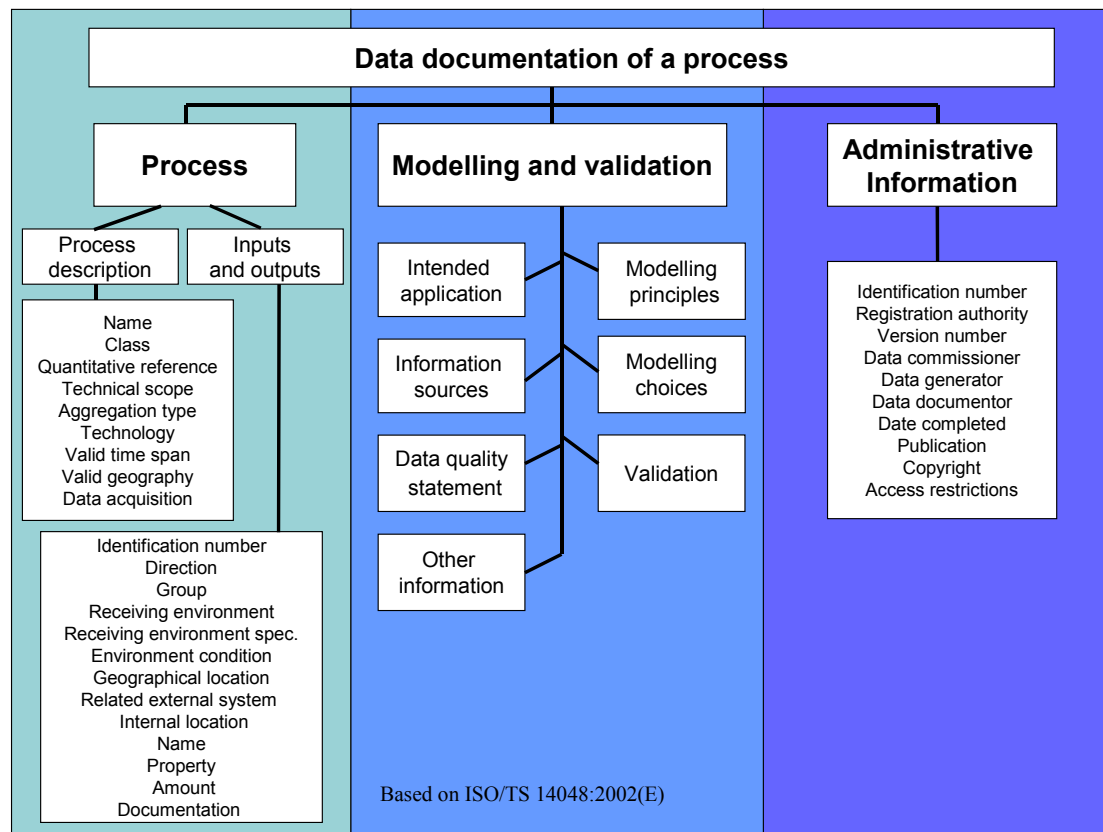 Data documentation of a process
Process
Process
description
Inputs
and outputs
Name
Class
Quantitative reference
Technical scope
Aggregation type
Technology
Valid time span
Valid geography
Data acquisition
Identification number
Direction
Group
Receiving environment
Receiving environment spec.
Environment condition
Geographical location
Related external system
Internal location
Name
Property
Amount
Documentation
Modelling and validation
Intended
application
Modelling
principles
Information
sources
Modelling
choices
Data quality
statement
Validation
Other
information
Administrative
Information
Identification number
Registration authority
Version number
Data commissioner
Data generator
Data documentor
Date completed
Publication
Copyright
Access restrictions
Based on ISO/TS 14048:2002(E)